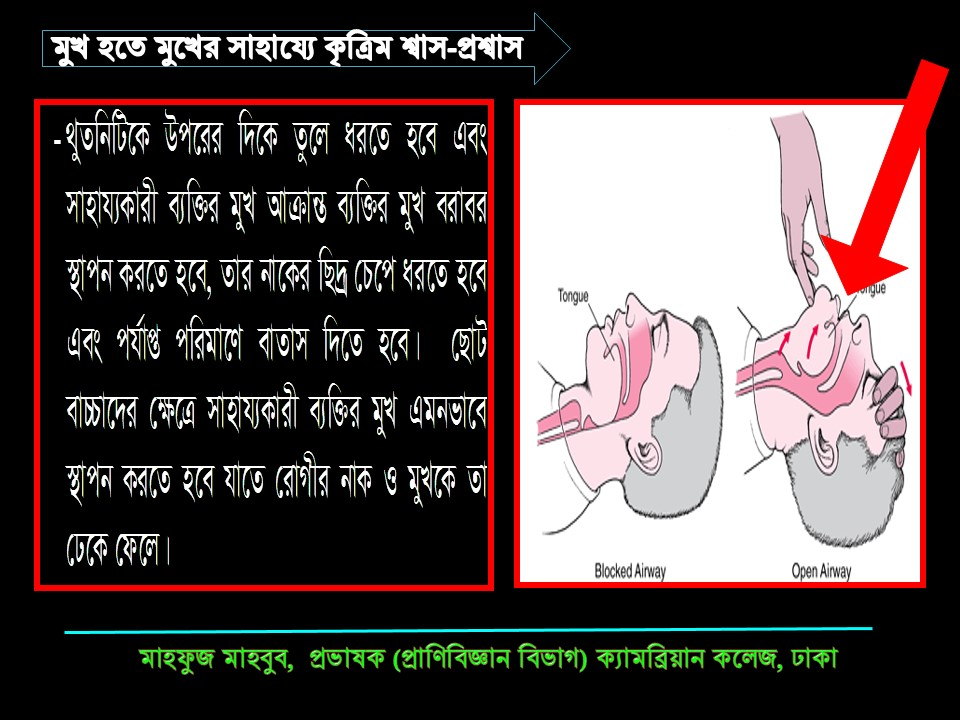 মুখ হতে মুখের সাহায্যে কৃত্রিম শ্বাস-প্রশ্বাস
- থুতনিটিকে উপরের দিকে তুলে ধরতে হবে এবং
সাহায্যকারী ব্যক্তির মুখ আক্রান্ত ব্যক্তির মুখ বরাবর
স্থাপন করতে হবে, তার নাকের ছিদ্র চেপে ধরতে হবে
এবং পর্যাপ্ত পরিমাণে বাতাস দিতে হবে। ছোট
বাচ্চাদের ক্ষেত্রে সাহায্যকারী ব্যক্তির মুখ এমনভাবে
স্থাপন করতে হবে যাতে রোগীর নাক ও মুখকে তা
ঢেকে ফেলে।
Tongue
Tongue
Blocked Airway
Open Airway
মাহফুজ মাহবুব, প্রভাষক (প্রাণিবিজ্ঞান বিভাগ) ক্যামব্রিয়ান কলেজ, ঢাকা